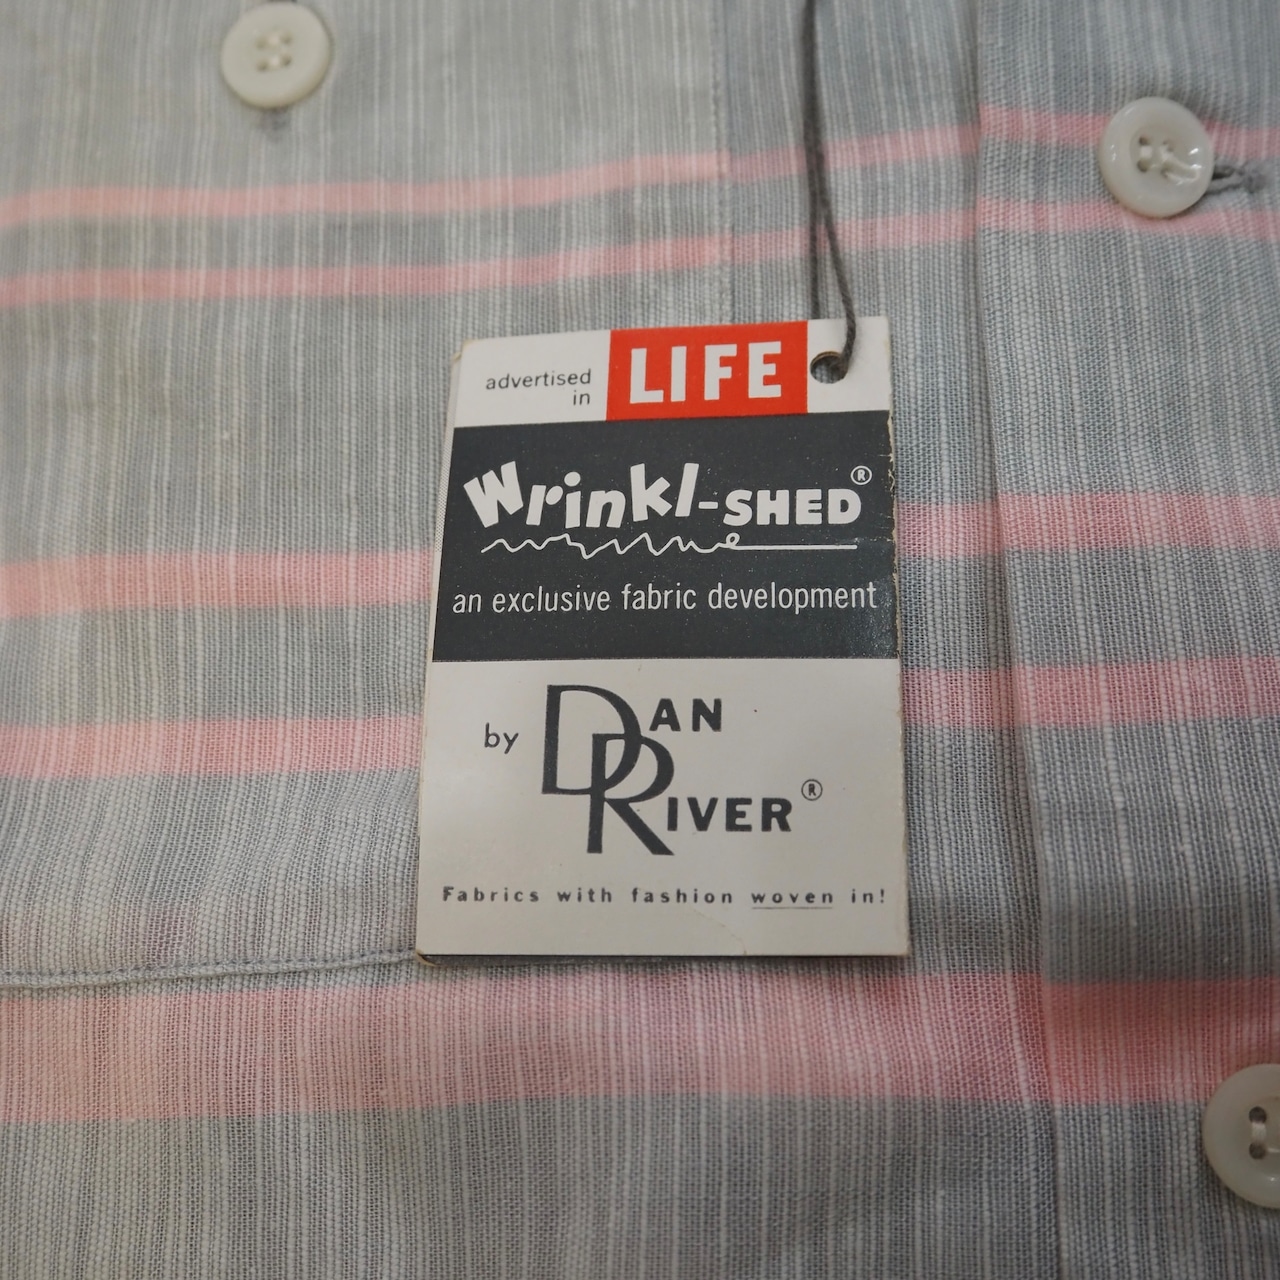 advertised
in
LIFE
Wrinkl-SHED®
an exclusive fabric development
by
DAN
RIVER®
Fabrics with fashion woven in!